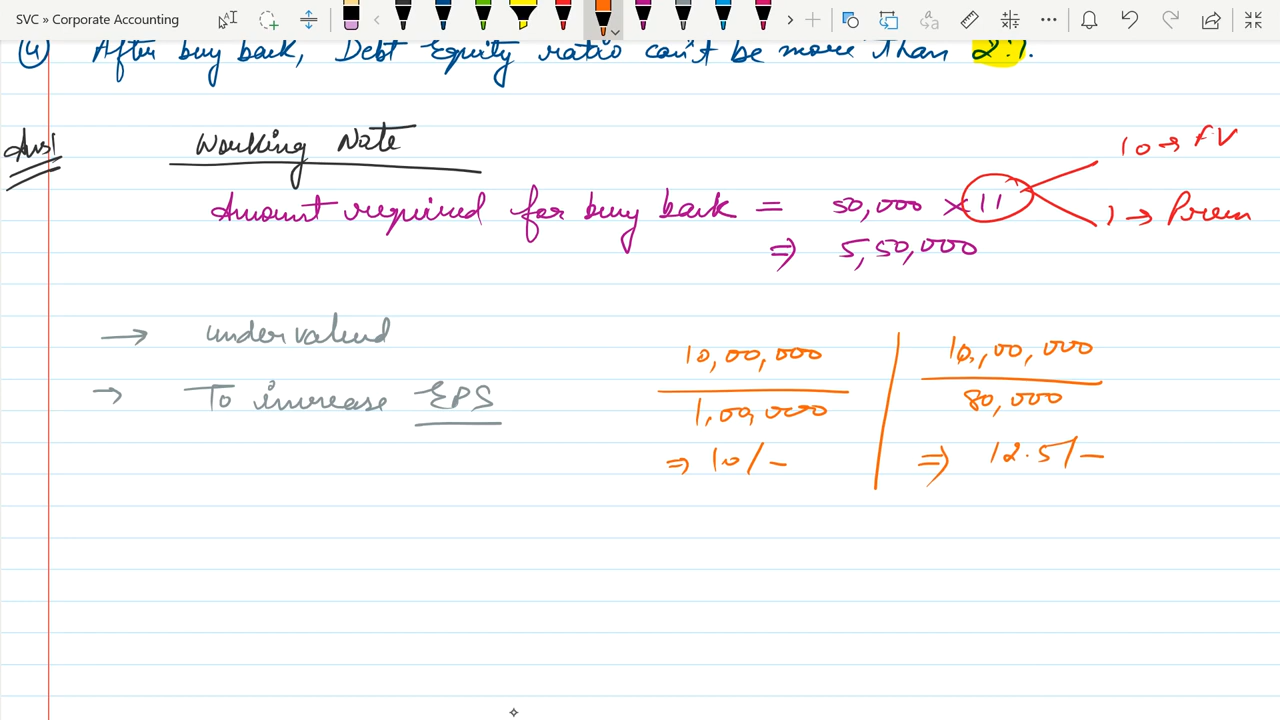 SVC » Corporate Accounting
(4) After buy back, Debt Equity ratio can't be more than 2:1.
Ans!
Working Note
10 → FV
Amount required for buy back = 50,000 × 11
1 → Prem
⇒ 5,50,000
→ undervalued
10,00,000
10,00,000
→ To increase EPS
1,00,000
80,000
⇒ 10/-
⇒ 12.5/-